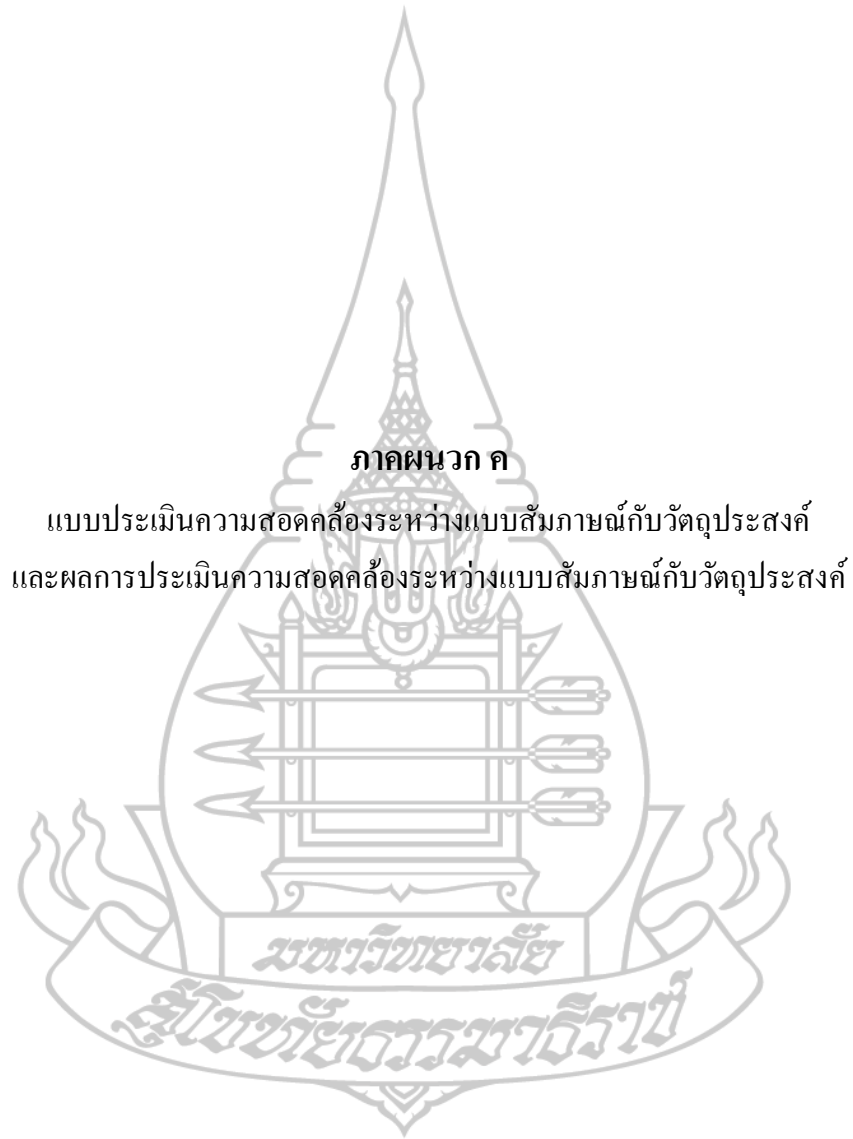 ภาคผนวก ค
แบบประเมินความสอดคล้องระหว่างแบบสัมภาษณ์กับวัตถุประสงค์
และผลการประเมินความสอดคล้องระหว่างแบบสัมภาษณ์กับวัตถุประสงค์
มหาวิทยาลัย
สุโขทัยธรรมาธิราช